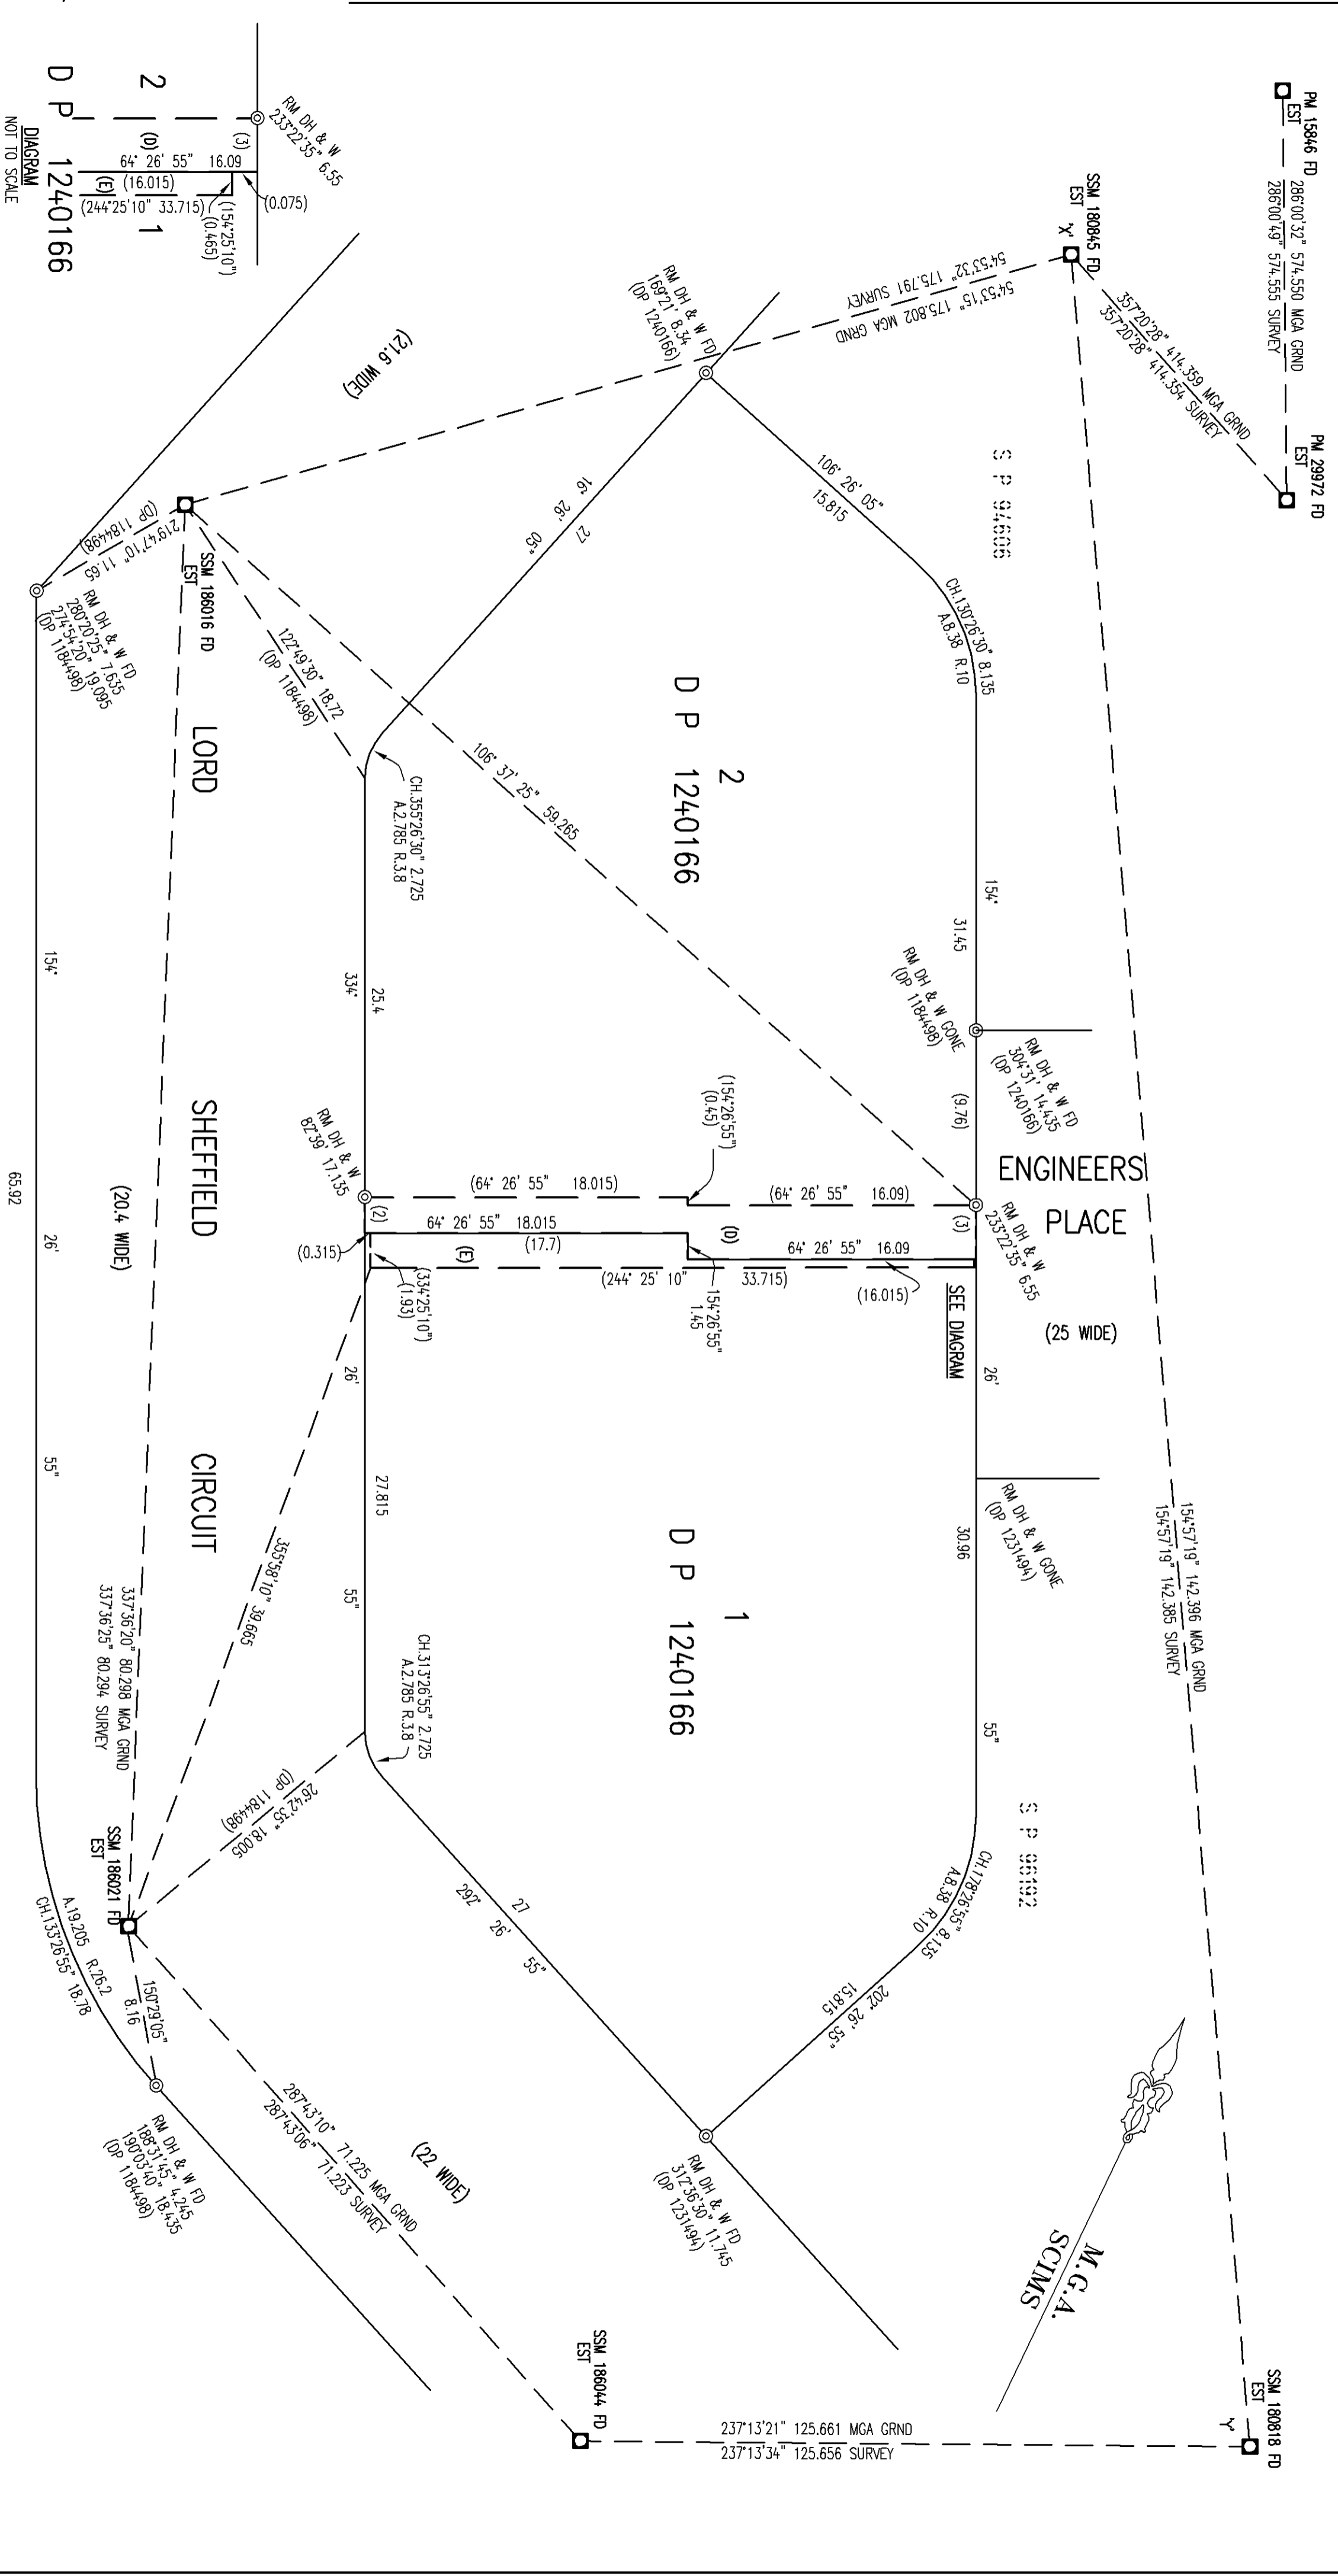 PM 15846 FD
EST
286°00'32" 574.550 MGA GRND
286°00'49" 574.555 SURVEY
PM 29972 FD
EST
SSM 180845 FD
EST
'X'
357°20'28" 414.359 MGA GRND
357°20'28" 414.354 SURVEY
54°53'32" 175.791 SURVEY
54°53'15" 175.802 MGA GRND
RM DH & W
233°22'35" 6.55
2
(D)
(3)
64° 26' 55" 16.09
(16.015)
(E)
(244°25'10" 33.715)
(0.075)
(154°25'10")
(0.465)
1
D P 1240166
DIAGRAM
NOT TO SCALE
(21.6 WIDE)
RM DH & W FD
169°21' 8.34
(DP 1240166)
106° 26' 05"
15.815
S P 94606
CH.130°26'30" 8.135
A.8.38 R.10
27
16° 26' 05"
SSM 186016 FD
EST
219°47'10" 11.65
(DP 1184498)
RM DH & W FD
280°20'25" 7.635
274°54'20" 19.095
(DP 1184498)
122°49'30" 18.72
(DP 1184498)
106° 37' 25" 59.265
CH.355°26'30" 2.725
A.2.785 R.3.8
2
D P 1240166
154°
31.45
26'
30.96
55"
RM DH & W GONE
(DP 1184498)
RM DH & W FD
304°31' 14.435
(DP 1240166)
(9.76)
ENGINEERS
PLACE
(25 WIDE)
RM DH & W
233°22'35" 6.55
(3)
334°
25.4
26'
27.815
55"
RM DH & W
82°39' 17.135
(2)
(154°26'55")
(0.45)
(64° 26' 55" 18.015)
(64° 26' 55" 16.09)
64° 26' 55" 18.015
(17.7)
(D)
(E)
64° 26' 55" 16.09
(0.315)
(334°25'10")
(1.93)
(244° 25' 10" 33.715)
154°26'55"
1.45
(16.015)
SEE DIAGRAM
LORD SHEFFIELD CIRCUIT
(20.4 WIDE)
154° 26' 55"
65.92
RM DH & W GONE
(DP 1231494)
154°57'19" 142.396 MGA GRND
154°57'19" 142.385 SURVEY
355°58'10" 39.665
337°36'20" 80.298 MGA GRND
337°36'25" 80.294 SURVEY
1
D P 1240166
CH.313°26'55" 2.725
A.2.785 R.3.8
26°42'35" 18.005
(DP 1184498)
S P 96192
CH.178°26'55" 8.135
A.8.38 R.10
202° 26' 55"
15.815
27
292° 26' 55"
SSM 186021 FD
EST
A.19.205 R.26.2
CH.133°26'55" 18.78
150°29'05"
8.16
RM DH & W FD
188°31'45" 4.245
190°03'40" 18.435
(DP 1184498)
287°43'10" 71.225 MGA GRND
287°43'06" 71.223 SURVEY
(22 WIDE)
RM DH & W FD
312°36'30" 11.745
(DP 1231494)
M.G.A.
SCIMS
SSM 186044 FD
EST
237°13'21" 125.661 MGA GRND
237°13'34" 125.656 SURVEY
SSM 180818 FD
EST
'Y'